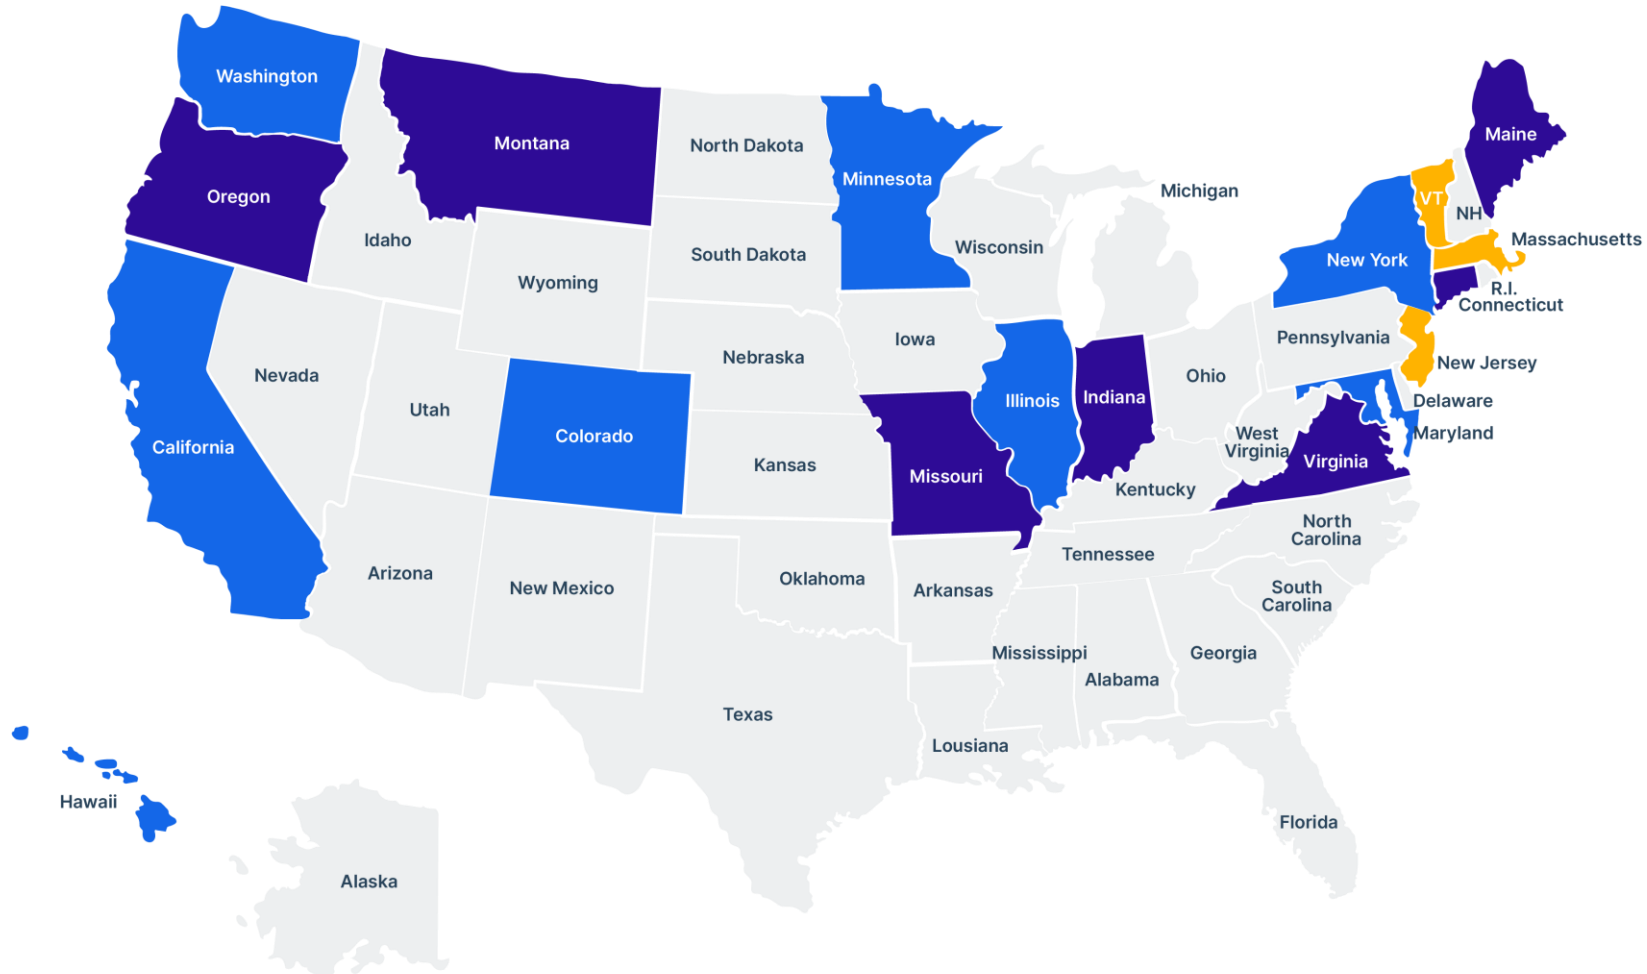 Washington
Montana
North Dakota
Minnesota
Maine
Oregon
Michigan
VT
NH
Idaho
South Dakota
Wisconsin
Massachusetts
New York
Wyoming
R.I.
Connecticut
Iowa
Pennsylvania
Nebraska
New Jersey
Nevada
Ohio
Utah
Illinois
Indiana
Delaware
Colorado
Maryland
California
West
Virginia
Virginia
Kansas
Missouri
Kentucky
North
Carolina
Tennessee
Arizona
Oklahoma
New Mexico
Arkansas
South
Carolina
Mississippi
Georgia
Alabama
Texas
Lousiana
Hawaii
Florida
Alaska